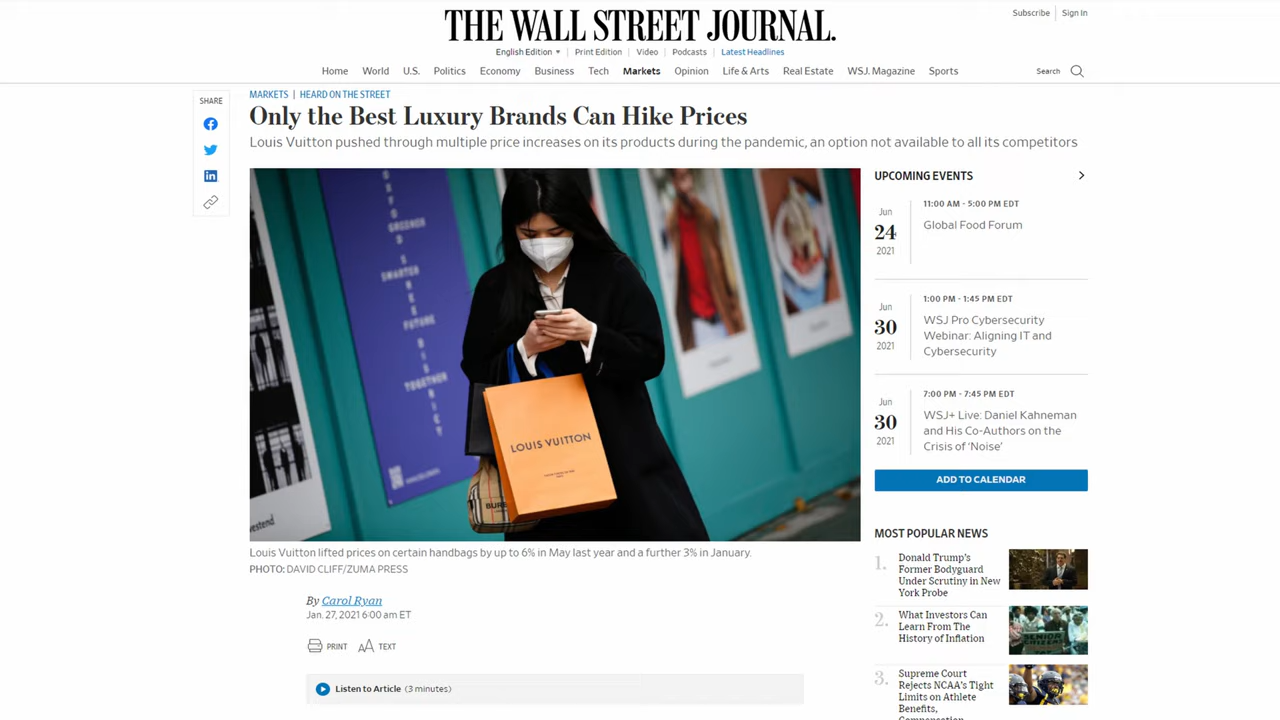 THE WALL STREET JOURNAL.
Subscribe Sign In
English Edition Print Edition Video Podcasts Latest Headlines
Home World U.S. Politics Economy Business Tech Markets Opinion Life & Arts Real Estate WSJ. Magazine Sports Search
SHARE
MARKETS | HEARD ON THE STREET
Only the Best Luxury Brands Can Hike Prices
Louis Vuitton pushed through multiple price increases on its products during the pandemic, an option not available to all its competitors
LOUIS VUITTON
Louis Vuitton lifted prices on certain handbags by up to 6% in May last year and a further 3% in January.
PHOTO: DAVID CLIFF/ZUMA PRESS
By Carol Ryan
Jan. 27, 2021 6:00 am ET
PRINT AA TEXT
Listen to Article (3 minutes)
UPCOMING EVENTS
Jun
24
2021
11:00 AM - 5:00 PM EDT
Global Food Forum
Jun
30
2021
1:00 PM - 1:45 PM EDT
WSJ Pro Cybersecurity
Webinar: Aligning IT and
Cybersecurity
Jun
30
2021
7:00 PM - 7:45 PM EDT
WSJ+ Live: Daniel Kahneman
and His Co-Authors on the
Crisis of 'Noise'
ADD TO CALENDAR
MOST POPULAR NEWS
1.
Donald Trump's
Former Bodyguard
Under Scrutiny in New
York Probe
2.
What Investors Can
Learn From The
History of Inflation
SENIOR
CITIZENS
3.
Supreme Court
Rejects NCAA's Tight
Limits on Athlete
Benefits,